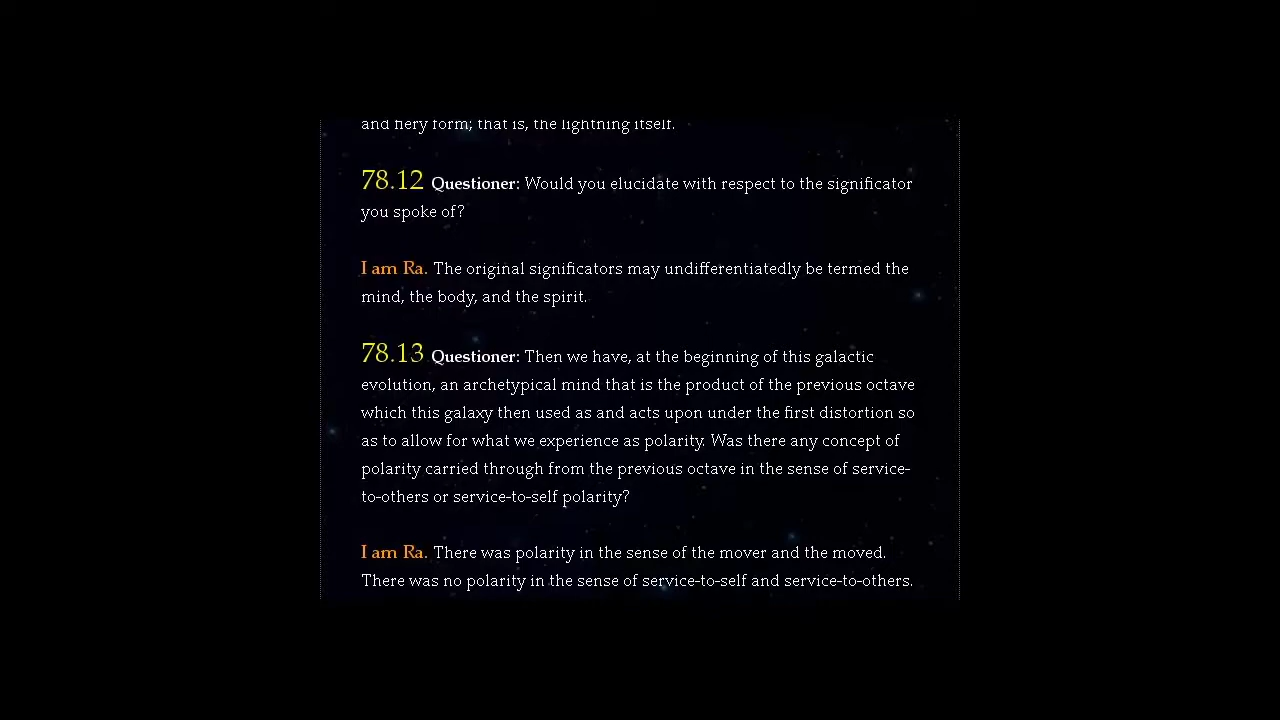 and fiery form; that is, the lightning itself.
78.12 Questioner: Would you elucidate with respect to the significator
you spoke of?
I am Ra. The original significators may undifferentiatedly be termed the
mind, the body, and the spirit.
78.13 Questioner: Then we have, at the beginning of this galactic
evolution, an archetypical mind that is the product of the previous octave
which this galaxy then used as and acts upon under the first distortion so
as to allow for what we experience as polarity. Was there any concept of
polarity carried through from the previous octave in the sense of service-
to-others or service-to-self polarity?
I am Ra. There was polarity in the sense of the mover and the moved.
There was no polarity in the sense of service-to-self and service-to-others.